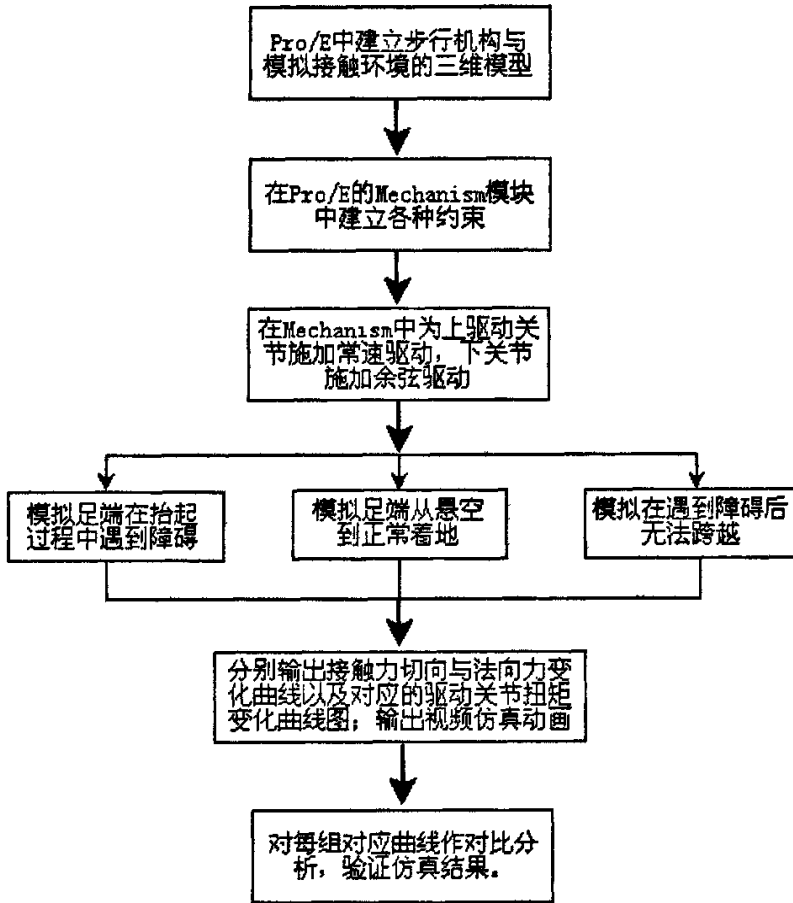 Pro/E中建立步行机构与
模拟接触环境的三维模型
在Pro/E的Mechanism模块
中建立各种约束
在Mechanism中为上驱动关
节施加常速驱动，下关节
施加余弦驱动
模拟足端在抬起
过程中遇到障碍
模拟足端从悬空
到正常着地
模拟在遇到障碍后
无法跨越
分别输出接触力切向与法向力变
化曲线以及对应的驱动关节扭矩
变化曲线图；输出视频仿真动画
对每组对应曲线作对比分
析，验证仿真结果。